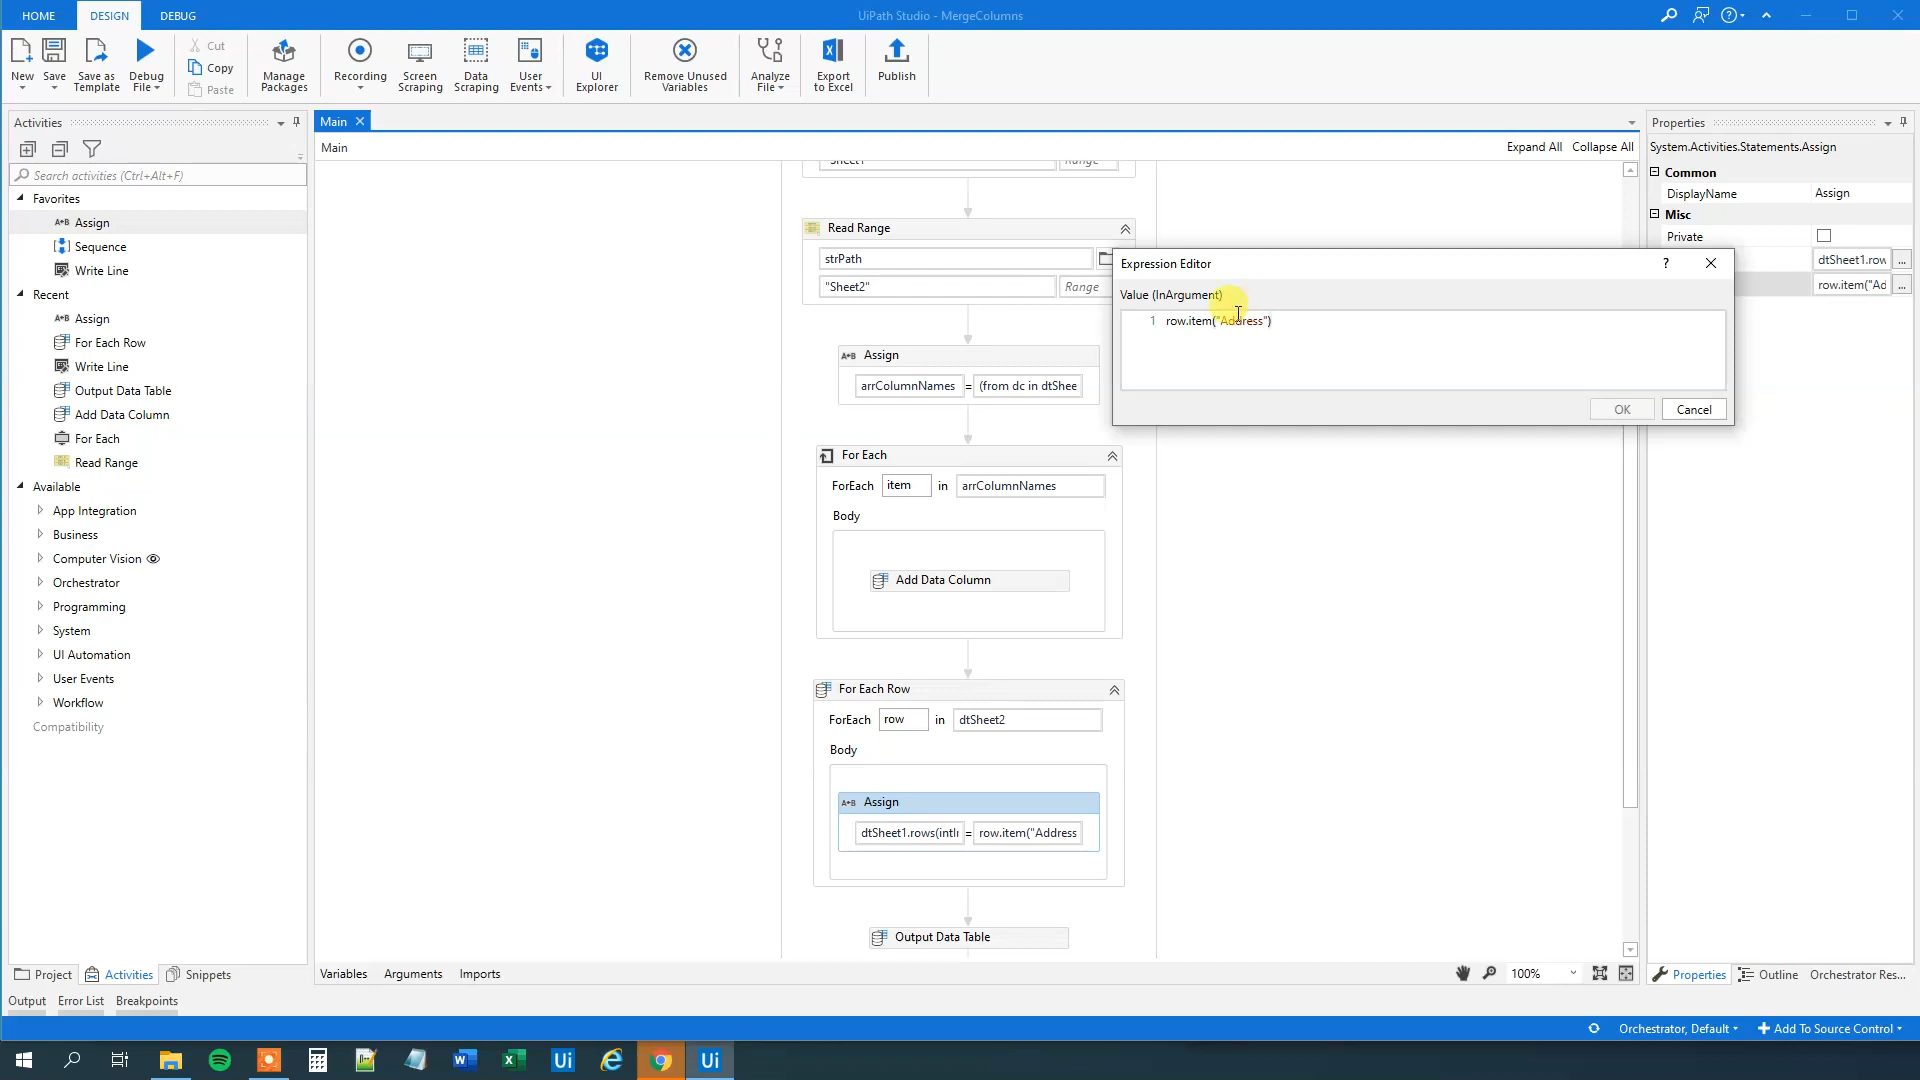 HOME DESIGN DEBUG UiPath Studio - MergeColumns
New Save Save as Template Debug File Cut Copy Paste Manage Packages Recording Screen Scraping Data Scraping User Events UI Explorer Remove Unused Variables Analyze File Export to Excel Publish
Activities
Search activities (Ctrl+Alt+F)
Favorites
A+B Assign
Sequence
Write Line
Recent
A+B Assign
For Each Row
Write Line
Output Data Table
Add Data Column
For Each
Read Range
Available
App Integration
Business
Computer Vision
Orchestrator
Programming
System
UI Automation
User Events
Workflow
Compatibility
Project Activities Snippets
Output Error List Breakpoints
Main
Main Expand All Collapse All
"Sheet1" Range
Read Range
strPath
"Sheet2" Range
A+B Assign
arrColumnNames = (from dc in dtShee
For Each
ForEach item in arrColumnNames
Body
Add Data Column
For Each Row
ForEach row in dtSheet2
Body
A+B Assign
dtSheet1.rows(intI = row.item("Address
Output Data Table
Variables Arguments Imports 100%
Expression Editor ?
Value (InArgument)
1 row.item("Address")
OK Cancel
Properties
System.Activities.Statements.Assign
Common
DisplayName Assign
Misc
Private
dtSheet1.row ...
row.item("Ad ...
Properties Outline Orchestrator Res...
Orchestrator, Default Add To Source Control
Ui Ui